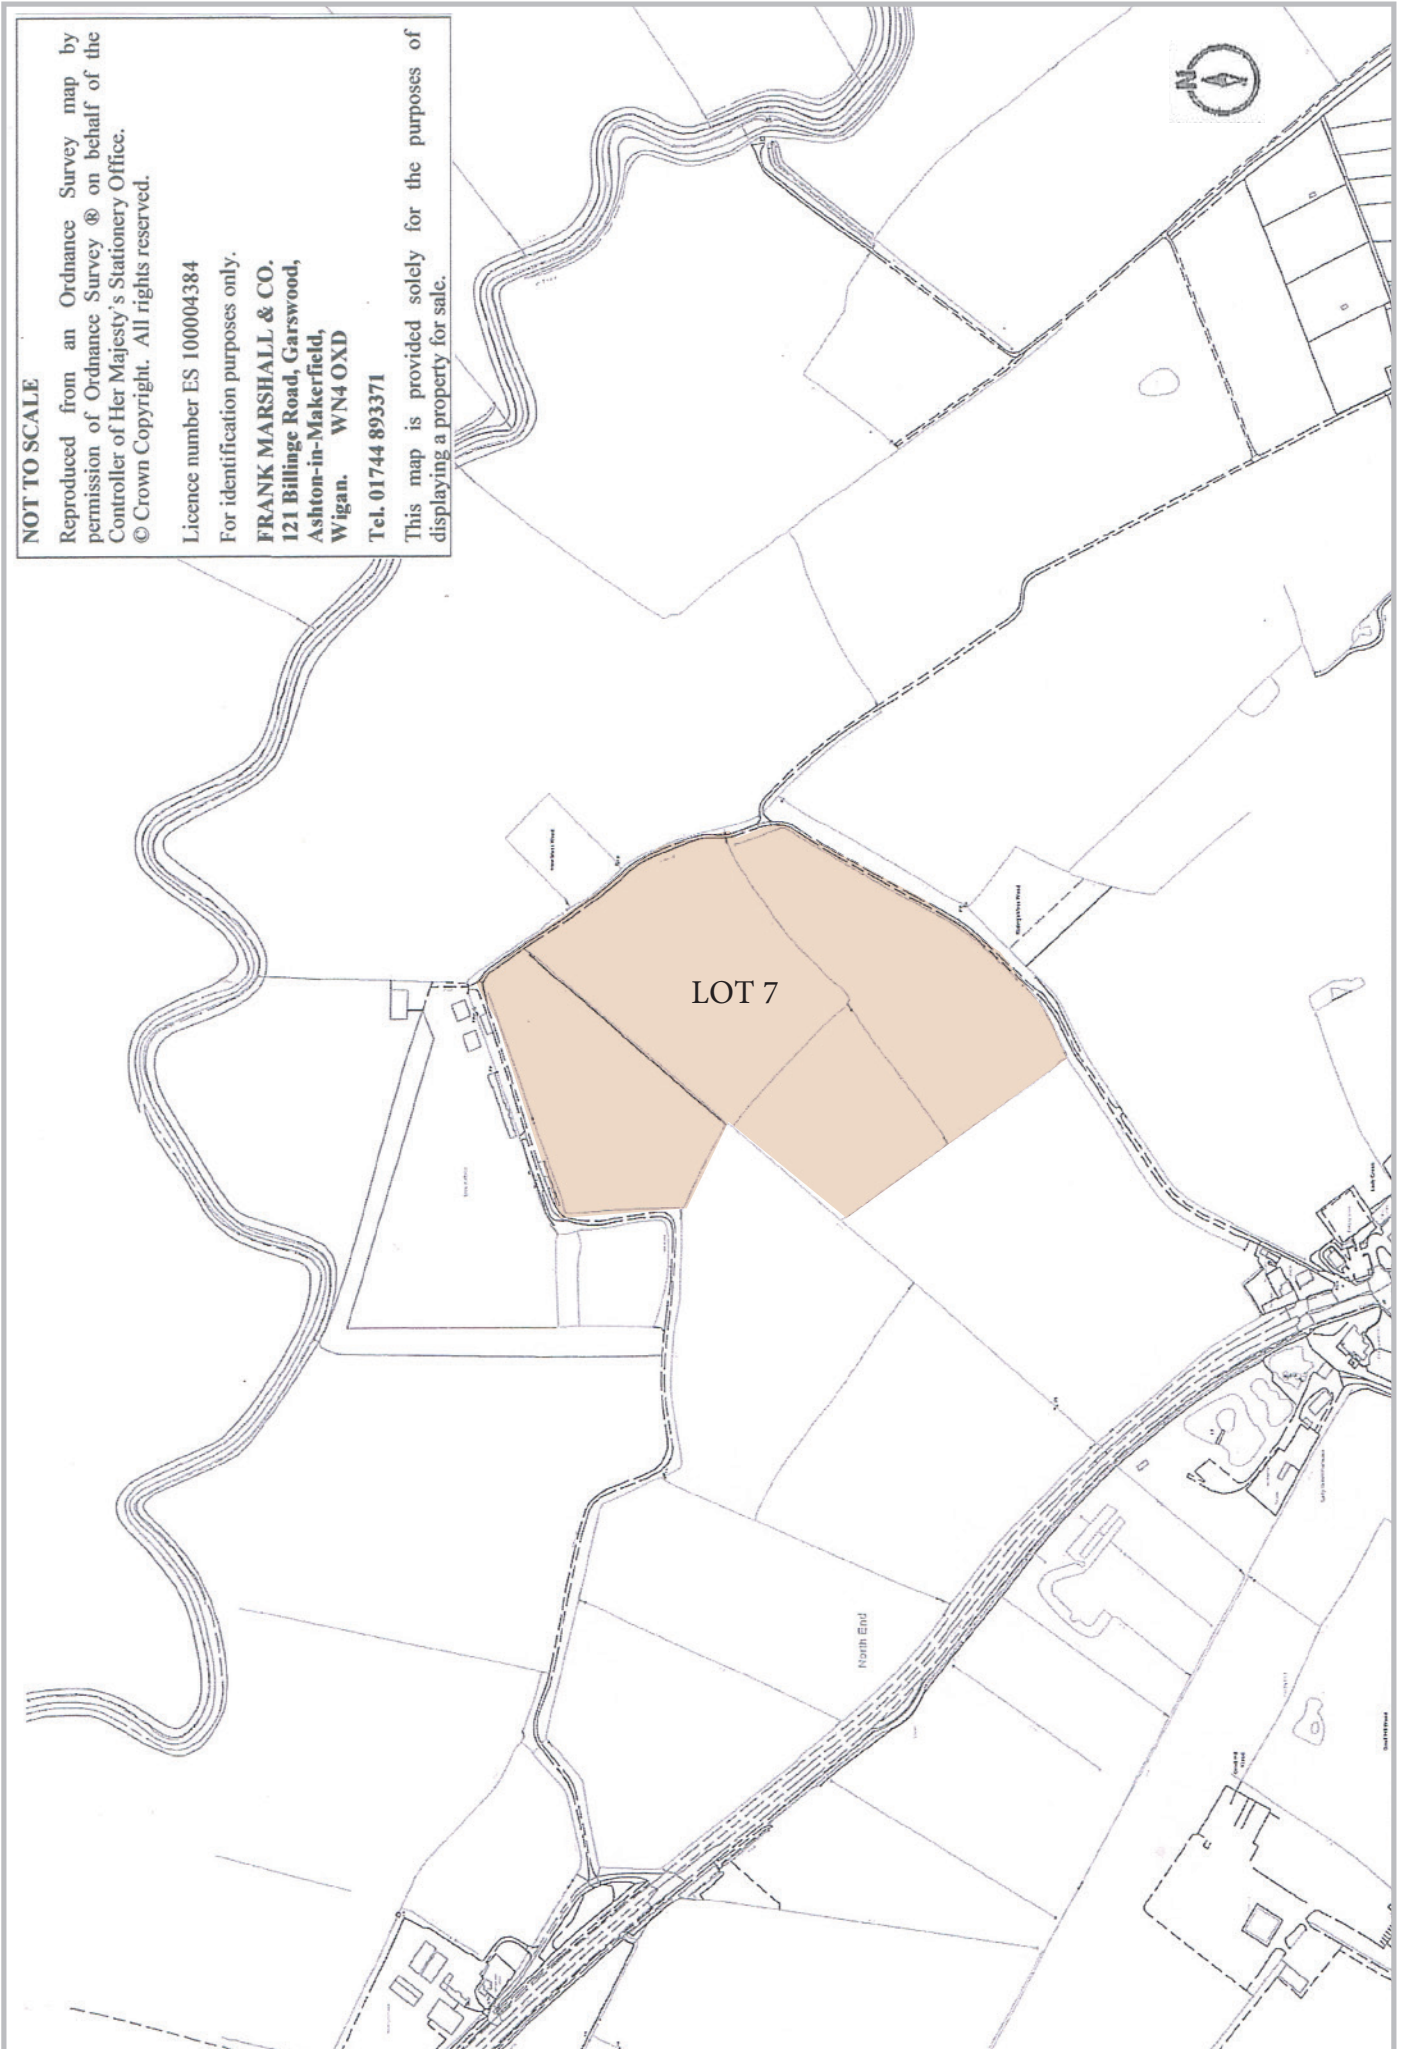 NOT TO SCALE
Reproduced from an Ordnance Survey map by
permission of Ordnance Survey ® on behalf of the
Controller of Her Majesty's Stationery Office.
© Crown Copyright. All rights reserved.
Licence number ES 100004384
For identification purposes only.
FRANK MARSHALL & CO.
121 Billinge Road, Garswood,
Ashton-in-Makerfield,
Wigan. WN4 OXD
Tel. 01744 893371
This map is provided solely for the purposes of
displaying a property for sale.
N
LOT 7
North End